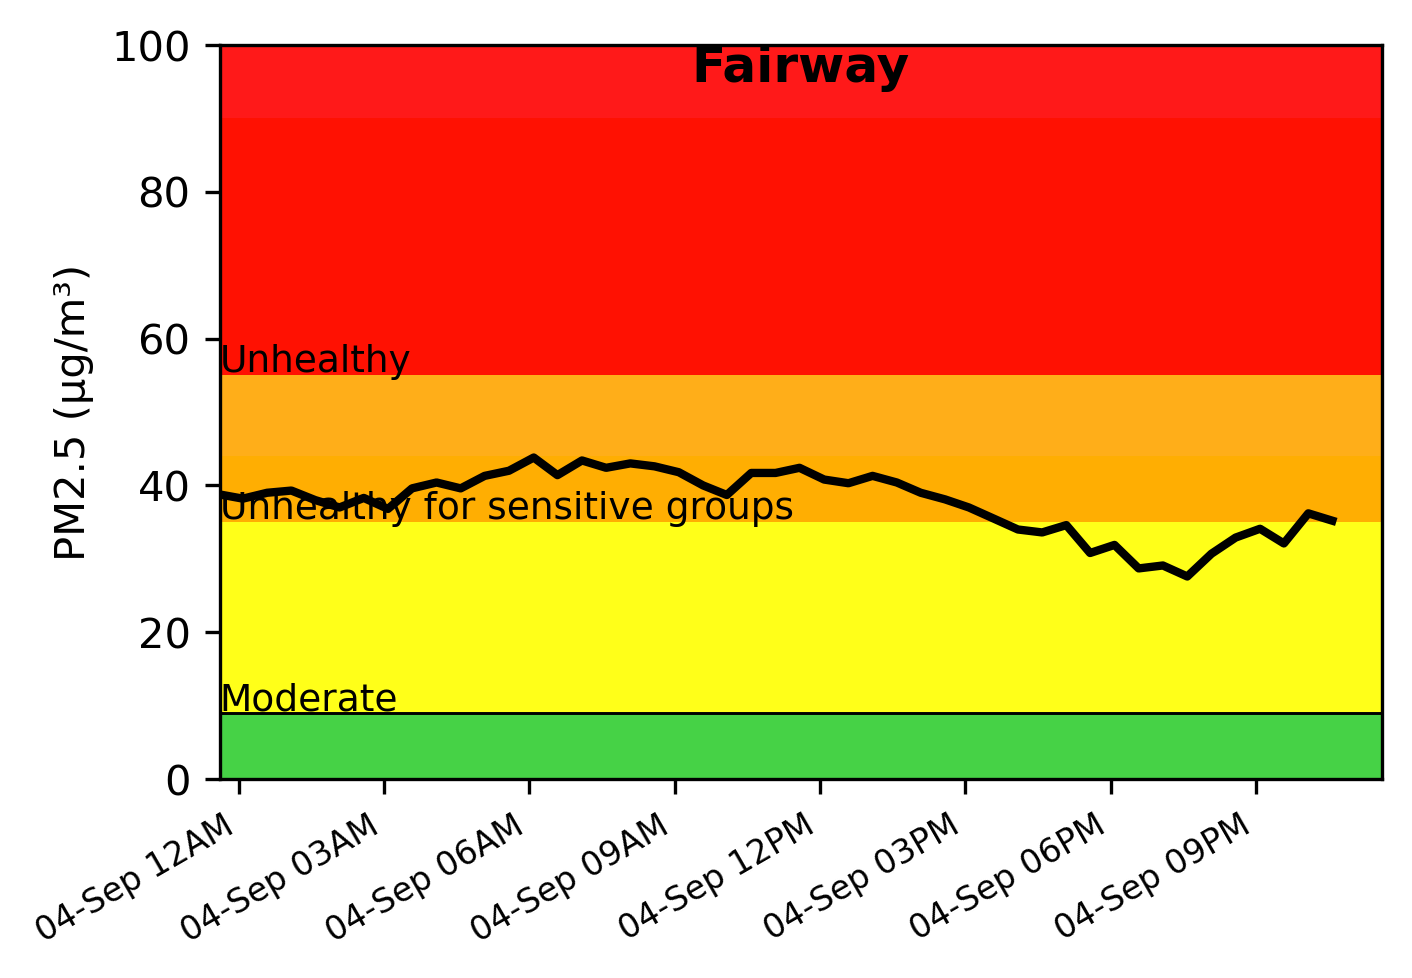 Fairway
100
80
60
40
20
0
PM2.5 (µg/m³)
Unhealthy
Unhealthy for sensitive groups
Moderate
04-Sep 12AM
04-Sep 03AM
04-Sep 06AM
04-Sep 09AM
04-Sep 12PM
04-Sep 03PM
04-Sep 06PM
04-Sep 09PM